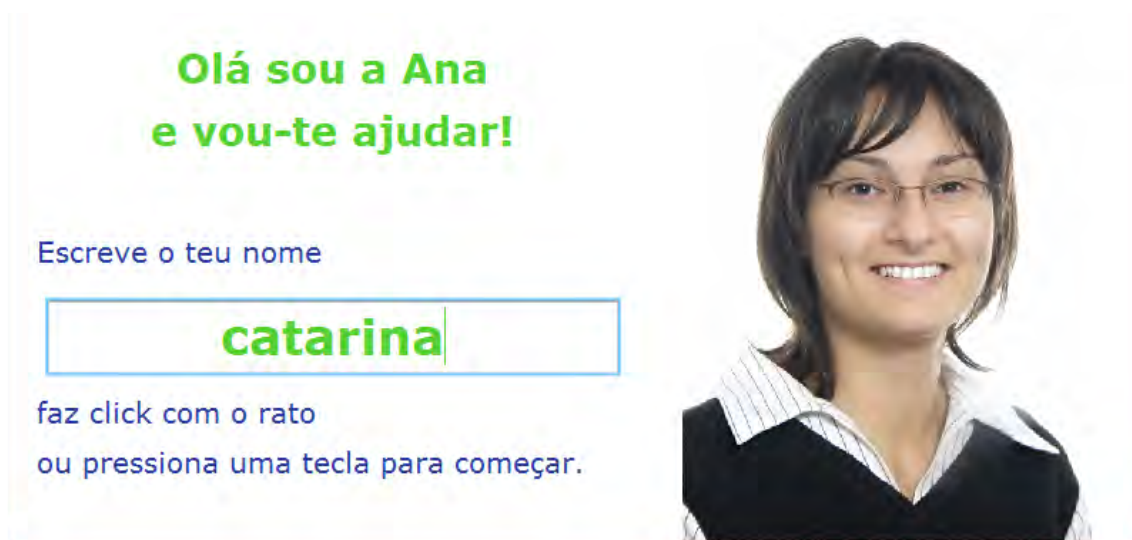 Olá sou a Ana
e vou-te ajudar!
Escreve o teu nome
catarina
faz click com o rato
ou pressiona uma tecla para começar.